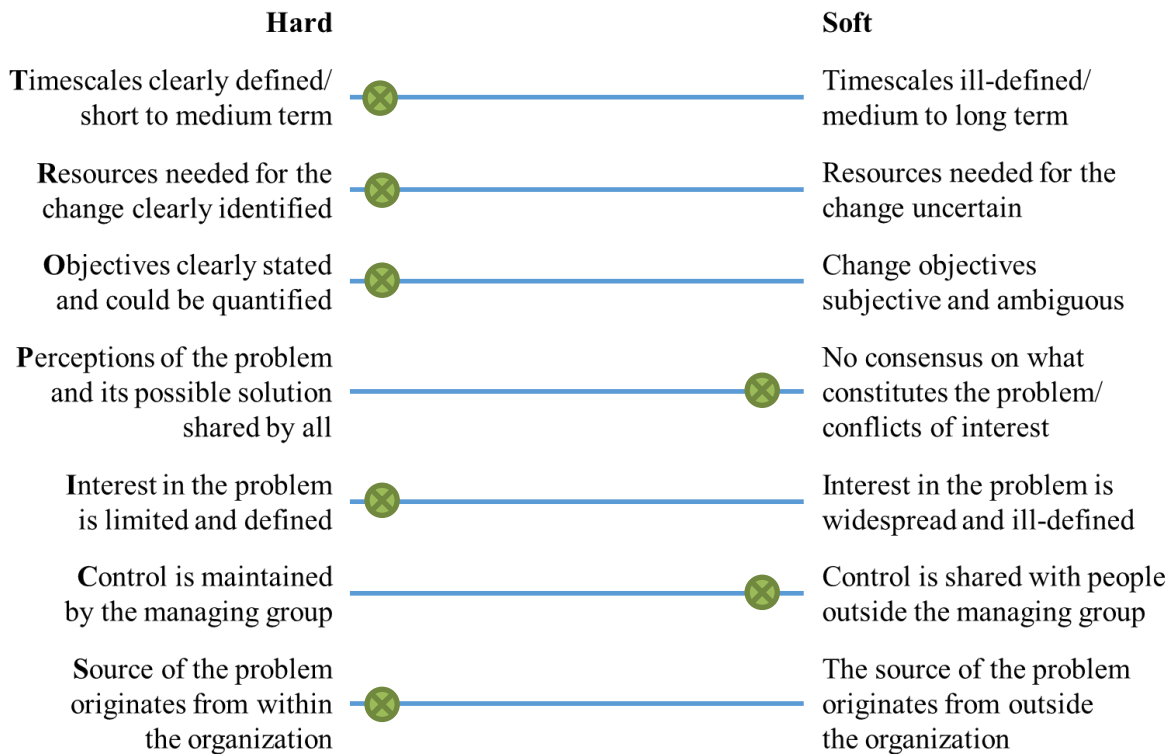 Hard
Soft
Timescales clearly defined/
short to medium term
Timescales ill-defined/
medium to long term
Resources needed for the
change clearly identified
Resources needed for the
change uncertain
Objectives clearly stated
and could be quantified
Change objectives
subjective and ambiguous
Perceptions of the problem
and its possible solution
shared by all
No consensus on what
constitutes the problem/
conflicts of interest
Interest in the problem
is limited and defined
Interest in the problem is
widespread and ill-defined
Control is maintained
by the managing group
Control is shared with people
outside the managing group
Source of the problem
originates from within
the organization
The source of the problem
originates from outside
the organization